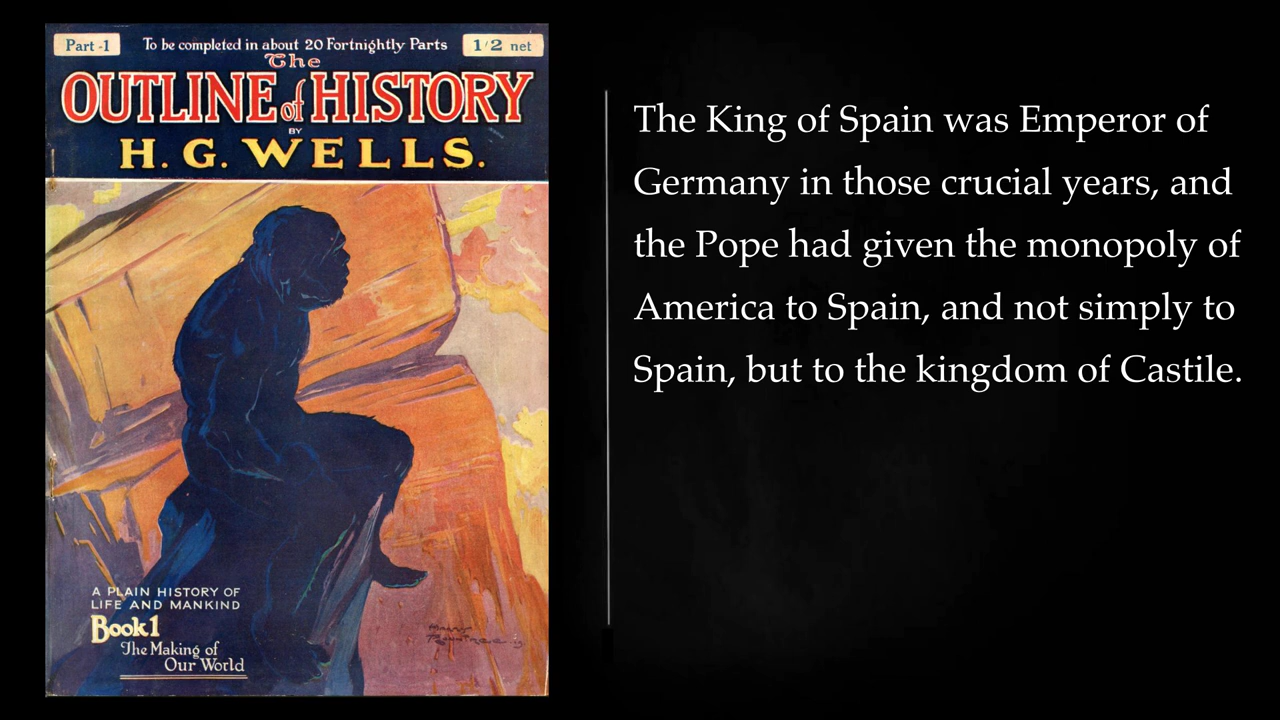 Part -1
To be completed in about 20 Fortnightly Parts
1/2 net
The
OUTLINE of HISTORY
BY
H. G. WELLS.
A PLAIN HISTORY OF
LIFE AND MANKIND
Book 1
The Making of
Our World
The King of Spain was Emperor of
Germany in those crucial years, and
the Pope had given the monopoly of
America to Spain, and not simply to
Spain, but to the kingdom of Castile.